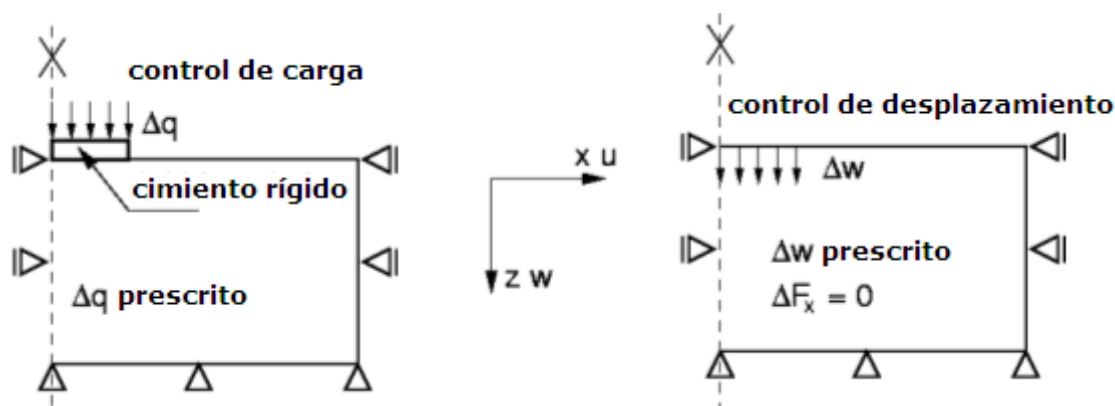 control de carga
Δq
cimiento rígido
Δq prescrito
x u
z w
control de desplazamiento
Δw
Δw prescrito
ΔFₓ = 0